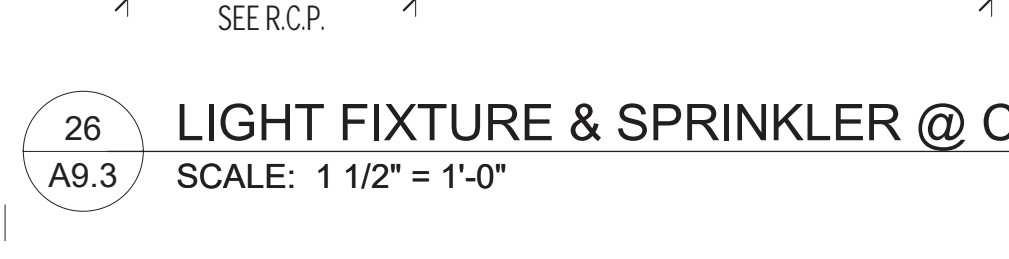 SEE R.C.P.
26
LIGHT FIXTURE & SPRINKLER @ C
A9.3
SCALE: 1 1/2" = 1'-0"